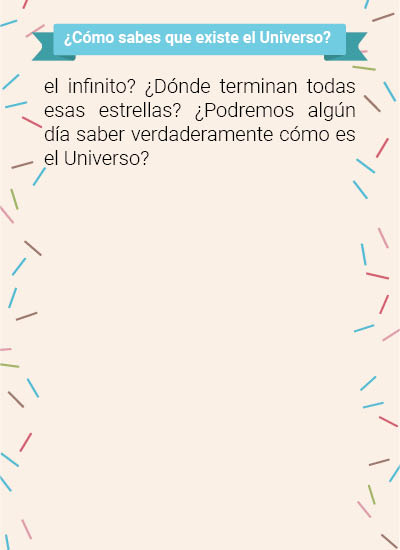 ¿Cómo sabes que existe el Universo?
el infinito? ¿Dónde terminan todas
esas estrellas? ¿Podremos algún
día saber verdaderamente cómo es
el Universo?